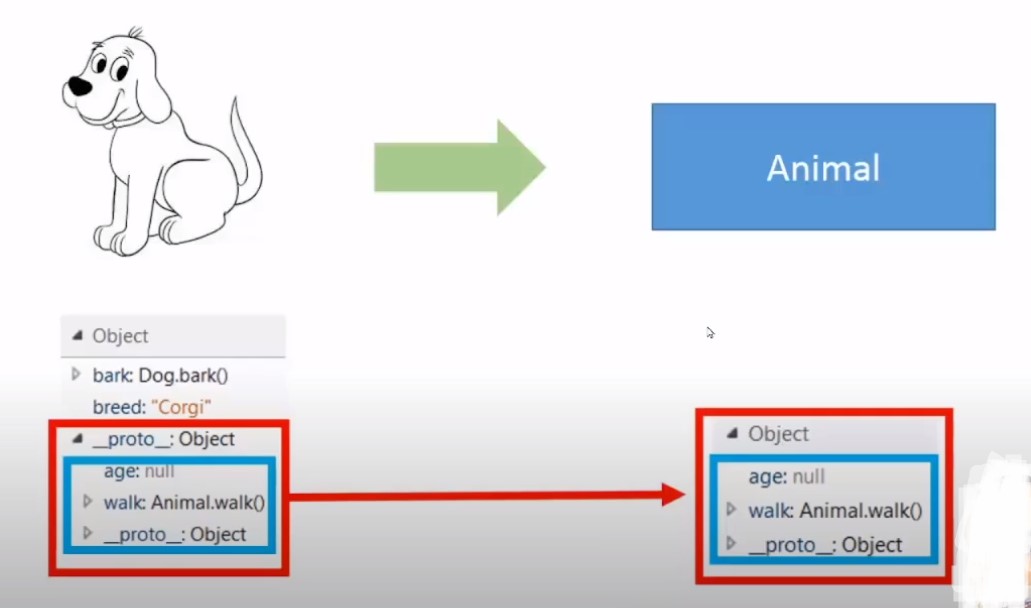 Animal
Object
bark: Dog.bark()
breed: "Corgi"
__proto__: Object
age: null
walk: Animal.walk()
__proto__: Object
Object
age: null
walk: Animal.walk()
__proto__: Object